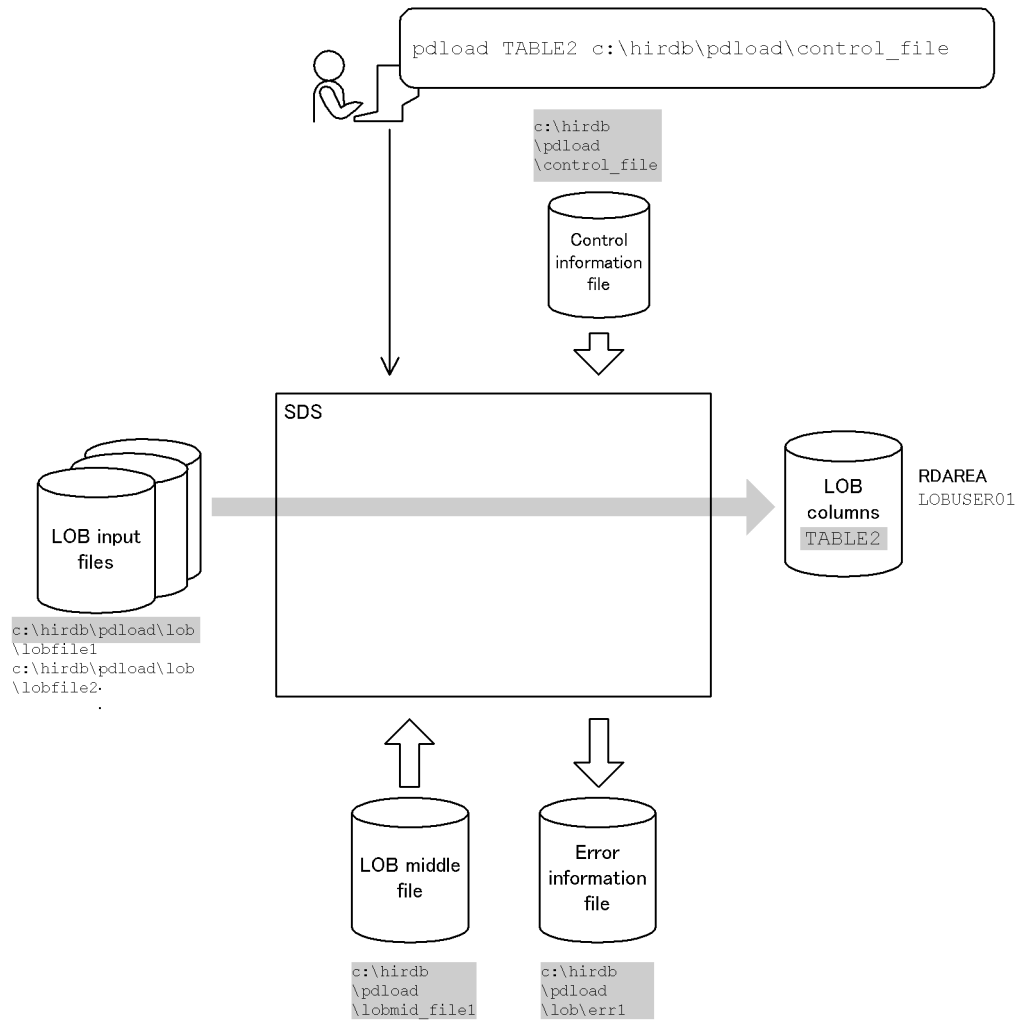 pdload TABLE2 c:\hirdb\pdload\control_file
c:\hirdb
\pdload
\control_file
Control
information
file
SDS
LOB input
files
c:\hirdb\pdload\lob
\lobfile1
c:\hirdb\pdload\lob
\lobfile2
LOB
columns
TABLE2
RDAREA
LOBUSER01
LOB middle
file
c:\hirdb
\pdload
\lobmid_file1
Error
information
file
c:\hirdb
\pdload
\lob\err1